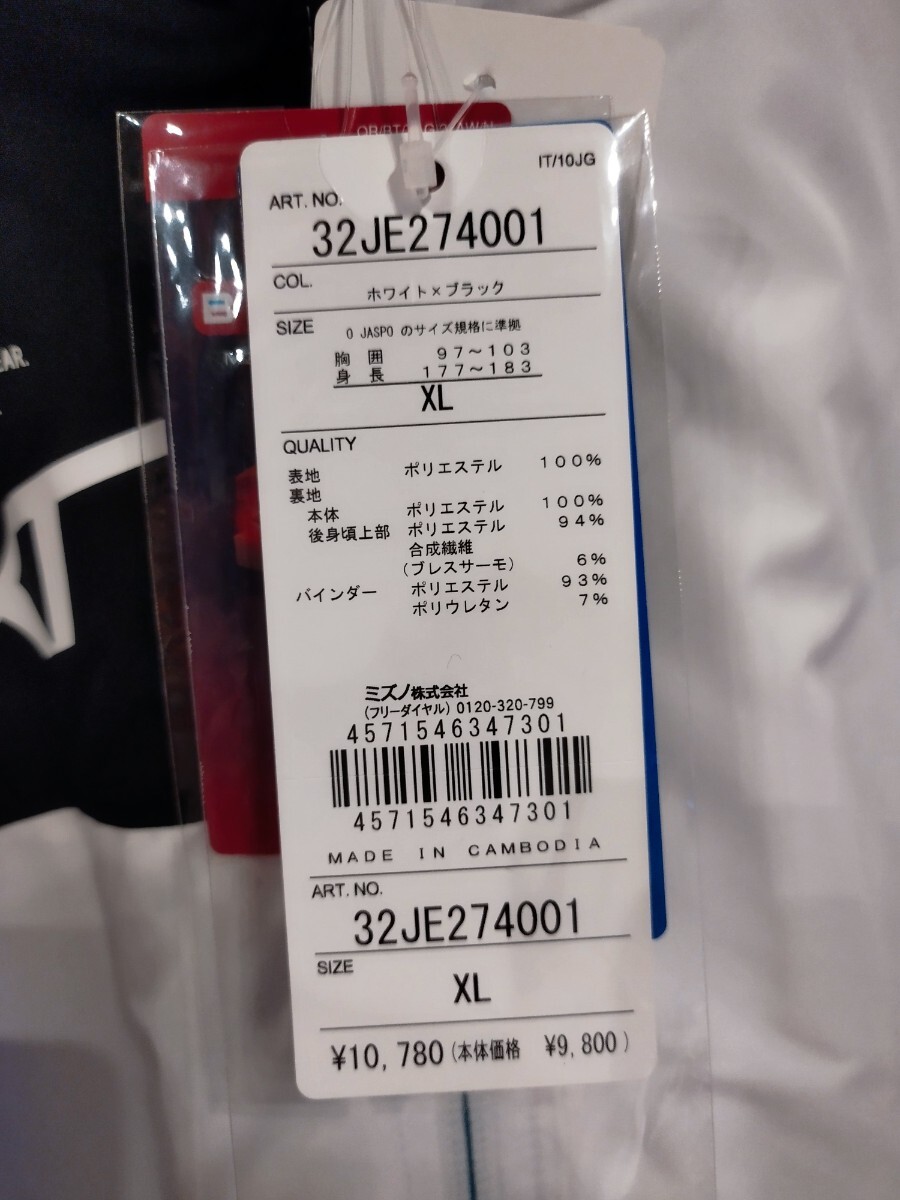 IT/10JG
ART. NO.
32JE274001
COL.
ホワイト×ブラック
SIZE
O JASPO のサイズ規格に準拠
胸 囲 97～103
身 長 177～183
XL
QUALITY
表地 ポリエステル 100%
裏地
本体 ポリエステル 100%
後身頃上部 ポリエステル 94%
合成繊維
(ブレスサーモ) 6%
バインダー ポリエステル 93%
ポリウレタン 7%
ミズノ株式会社
(フリーダイヤル) 0120-320-799
4571546347301
4571546347301
MADE IN CAMBODIA
ART. NO.
32JE274001
SIZE
XL
¥10,780 (本体価格 ¥9,800)